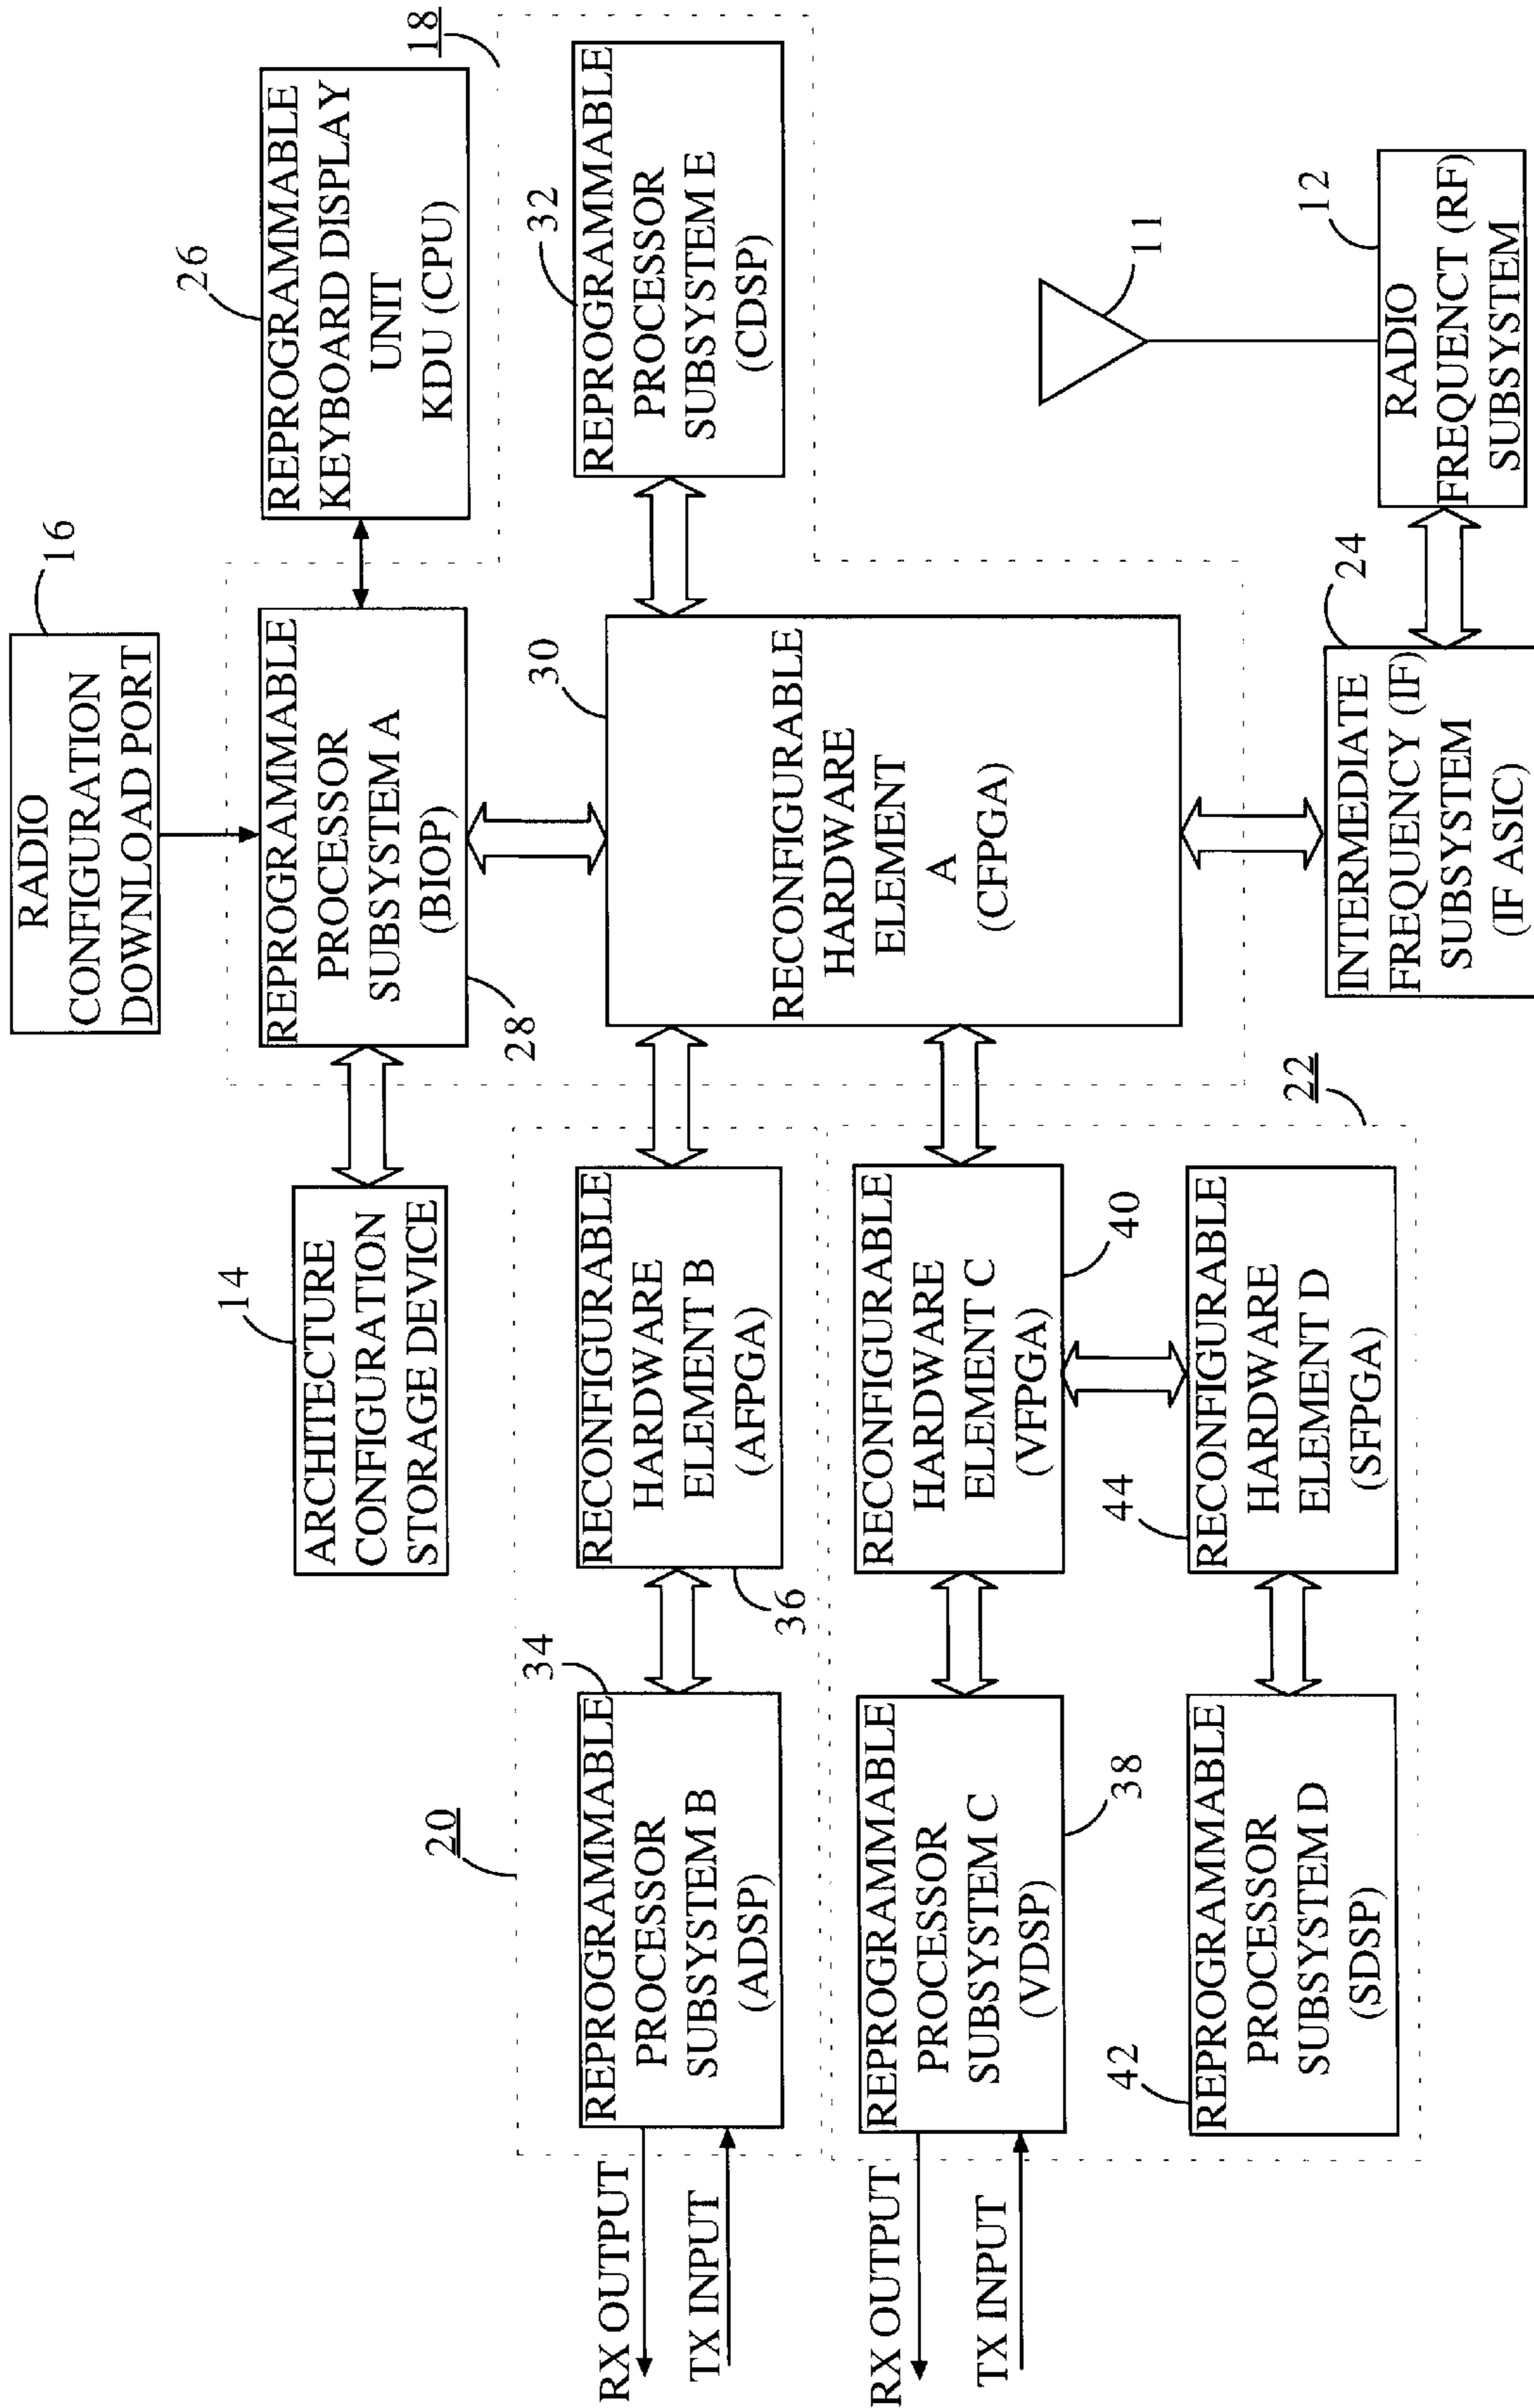 RADIO
CONFIGURATION
DOWNLOAD PORT
16
REPROGRAMMABLE
KEYBOARD DISPLAY
UNIT
KDU (CPU)
26
18
ARCHITECTURE
CONFIGURATION
STORAGE DEVICE
14
REPROGRAMMABLE
PROCESSOR
SUBSYSTEM A
(BIOP)
28
REPROGRAMMABLE
PROCESSOR
SUBSYSTEM E
(CDSP)
32
20
REPROGRAMMABLE
PROCESSOR
SUBSYSTEM B
(ADSP)
34
RECONFIGURABLE
HARDWARE
ELEMENT B
(AFPGA)
36
RECONFIGURABLE
HARDWARE
ELEMENT
A
(CFPGA)
30
RX OUTPUT
TX INPUT
REPROGRAMMABLE
PROCESSOR
SUBSYSTEM C
(VDSP)
38
RECONFIGURABLE
HARDWARE
ELEMENT C
(VFPGA)
40
RX OUTPUT
TX INPUT
REPROGRAMMABLE
PROCESSOR
SUBSYSTEM D
(SDSP)
42
RECONFIGURABLE
HARDWARE
ELEMENT D
(SFPGA)
44
22
INTERMEDIATE
FREQUENCY (IF)
SUBSYSTEM
(IF ASIC)
24
RADIO
FREQUENCY (RF)
SUBSYSTEM
12
11